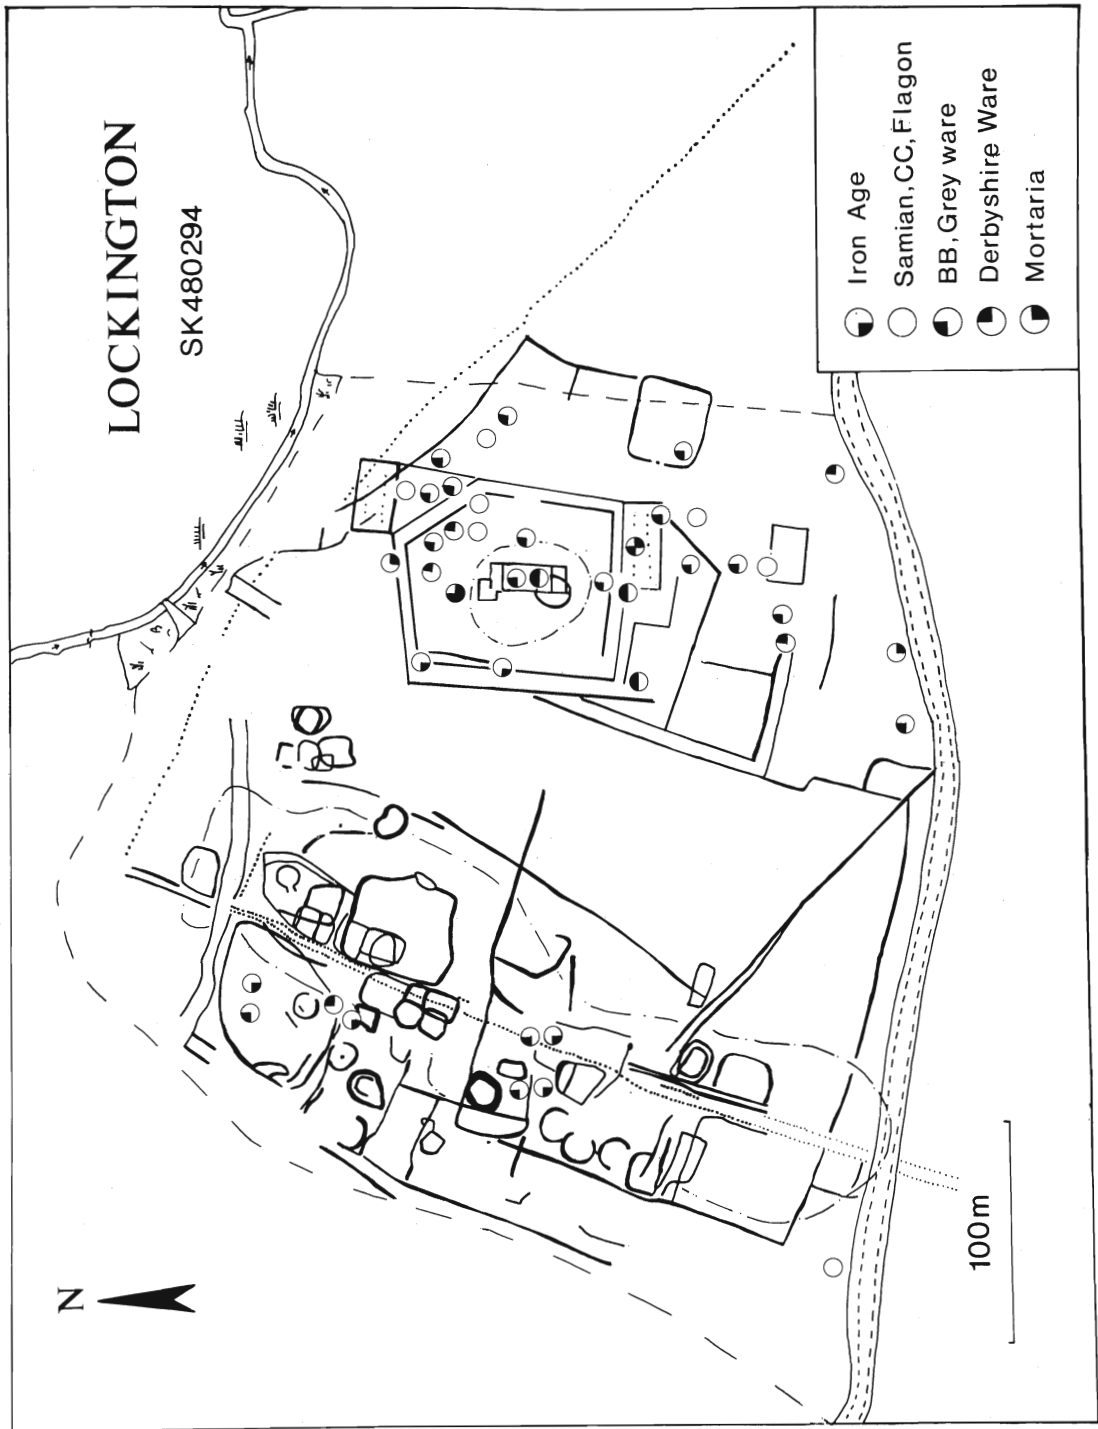 LOCKINGTON
SK480294
Iron Age
Samian, CC, Flagon
BB, Grey ware
Derbyshire Ware
Mortaria
N
100m